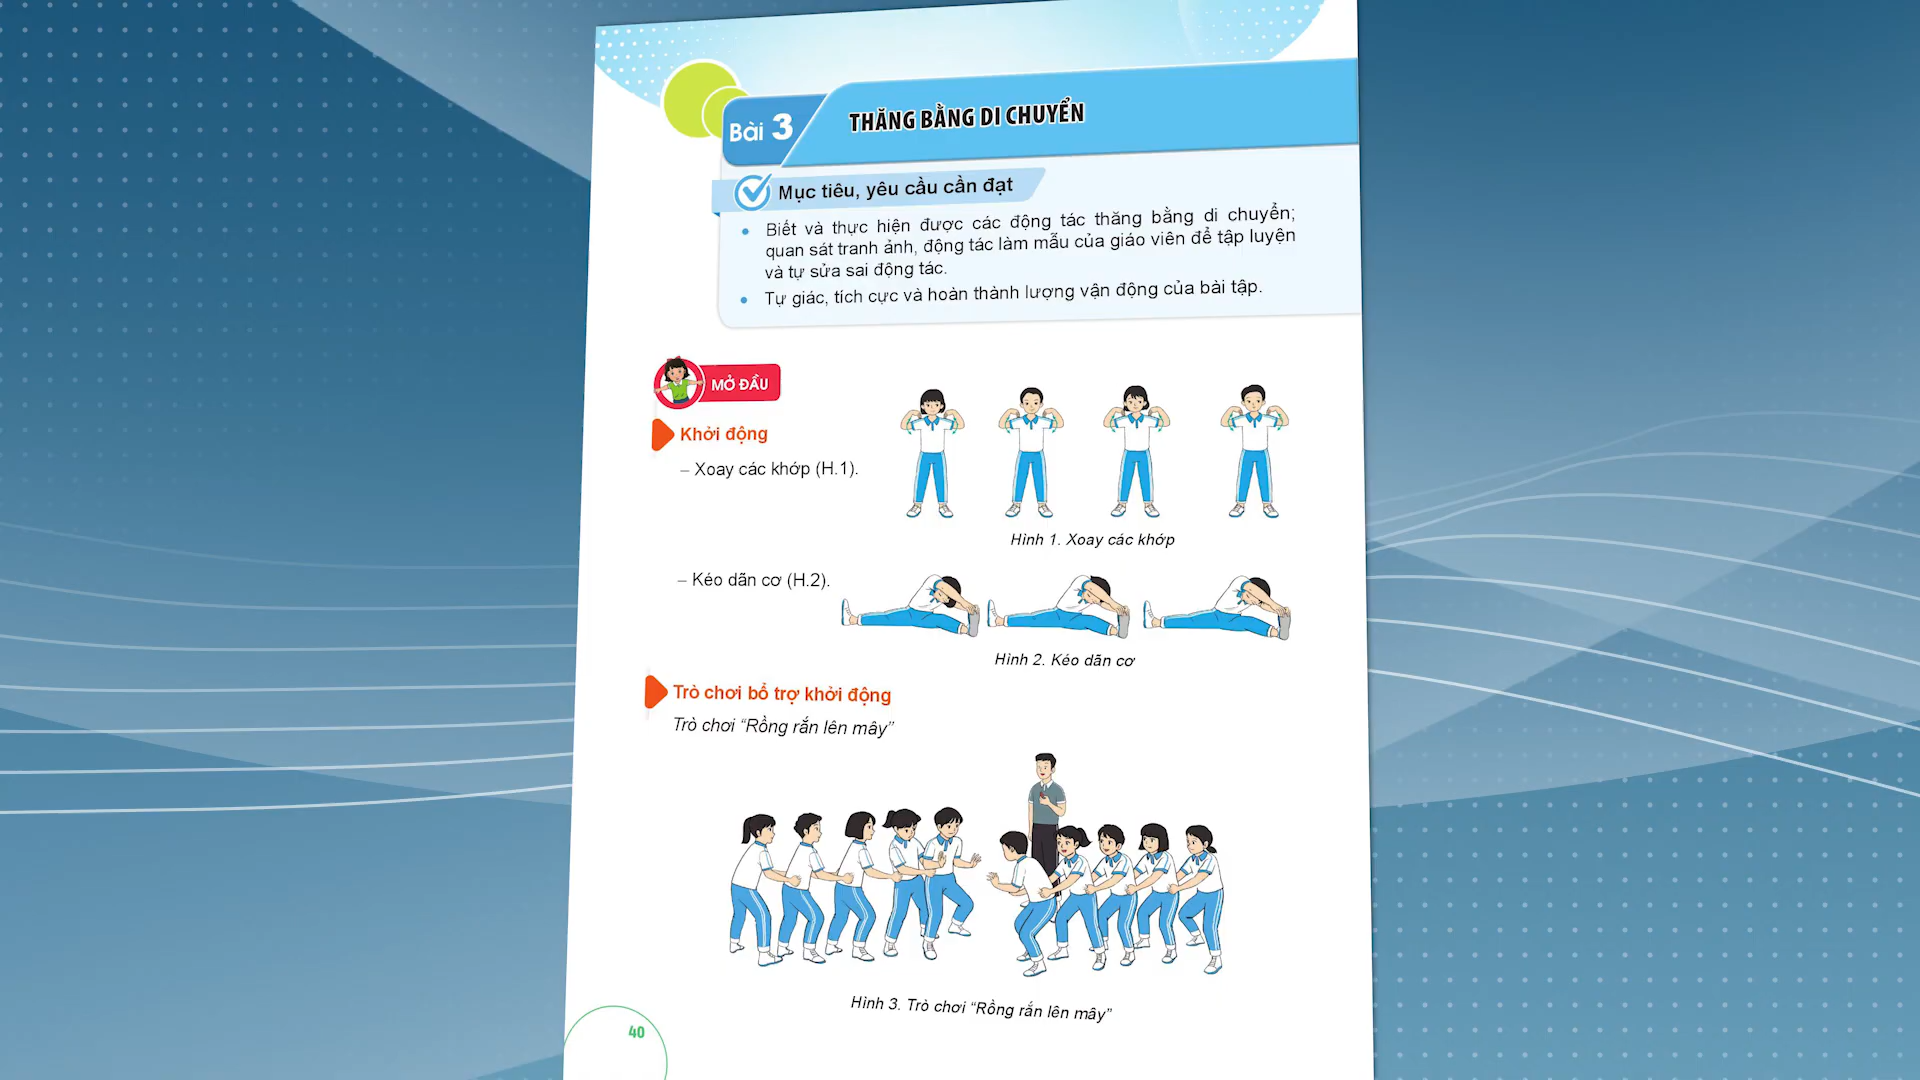 Bài 3
THĂNG BẰNG DI CHUYỂN
Mục tiêu, yêu cầu cần đạt
• Biết và thực hiện được các động tác thăng bằng di chuyển;
quan sát tranh ảnh, động tác làm mẫu của giáo viên để tập luyện
và tự sửa sai động tác.
• Tự giác, tích cực và hoàn thành lượng vận động của bài tập.
MỞ ĐẦU
Khởi động
– Xoay các khớp (H.1).
Hình 1. Xoay các khớp
– Kéo dãn cơ (H.2).
Hình 2. Kéo dãn cơ
Trò chơi bổ trợ khởi động
Trò chơi “Rồng rắn lên mây”
Hình 3. Trò chơi “Rồng rắn lên mây”
40